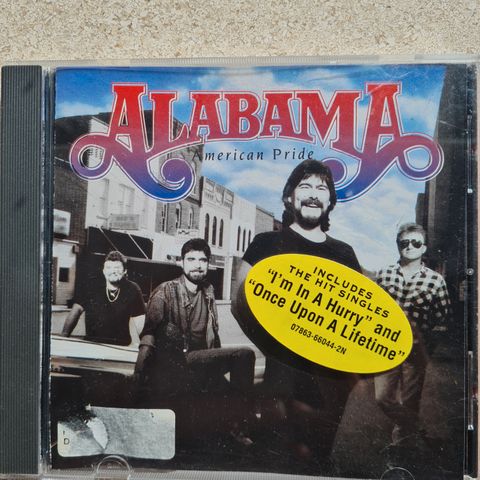 ALABAMA
American Pride
INCLUDES
THE HIT SINGLES
"I'm In A Hurry" and
"Once Upon A Lifetime"
07863-66044-2N